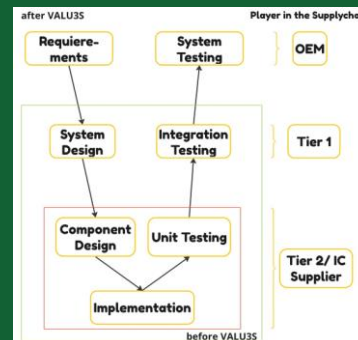 after VALU3S
Player in the Supplycha
Requiere-
ments
System
Testing
OEM
System
Design
Integration
Testing
Tier 1
Component
Design
Unit Testing
Tier 2/ IC
Supplier
Implementation
before VALU3S